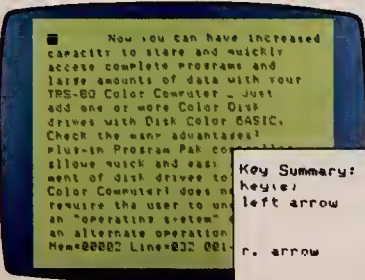 Now you can have increased
capacity to store and quickly
access complete programs and
large amounts of data with your
TRS-80 Color Computer _ Just
add one or more Color Disk
drives with Disk Color BASIC.
Check the many advantages!
Plug-in Program Pak
allows quick and easy
ment of disk drives to
Color Computer! does
require the user to
an "operating system"
an alternate operation
Mem=00002 Line=032 001
Key Summary:
key(s)
left arrow
r. arrow